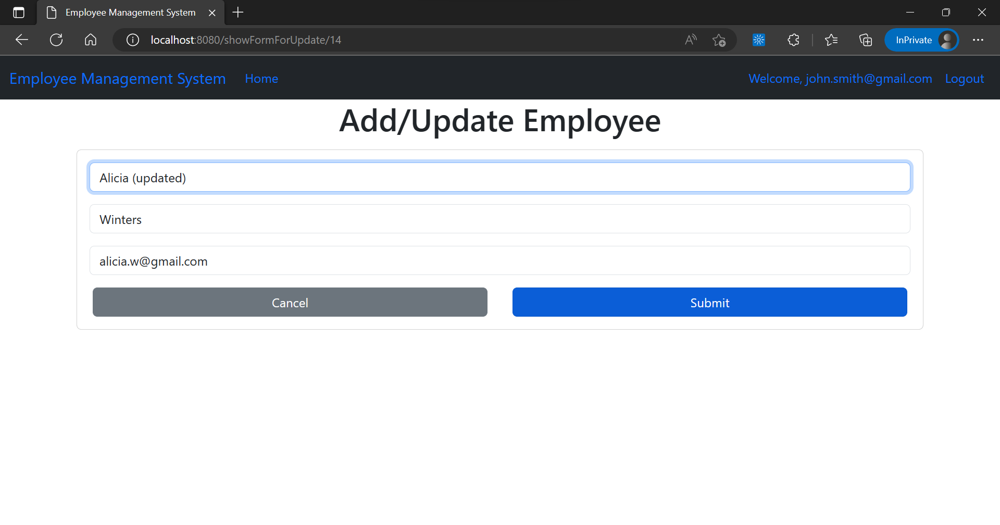 Employee Management System
localhost:8080/showFormForUpdate/14
InPrivate
Employee Management System Home Welcome, john.smith@gmail.com Logout
Add/Update Employee
Alicia (updated)
Winters
alicia.w@gmail.com
Cancel Submit